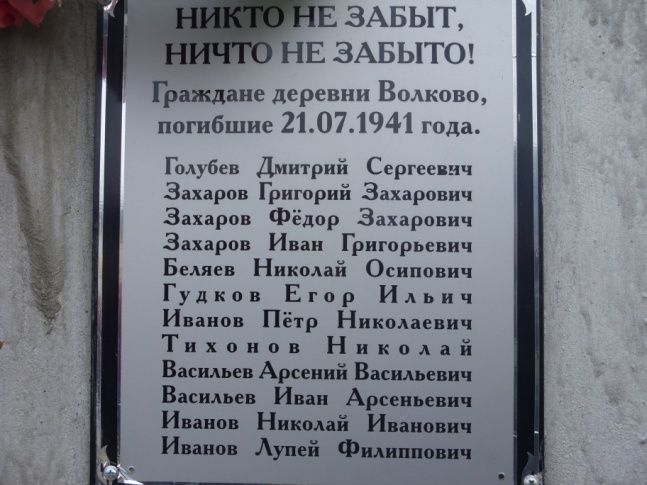 НИКТО НЕ ЗАБЫТ,
НИЧТО НЕ ЗАБЫТО!
Граждане деревни Волково,
погибшие 21.07.1941 года.
Голубев Дмитрий Сергеевич
Захаров Григорий Захарович
Захаров Фёдор Захарович
Захаров Иван Григорьевич
Беляев Николай Осипович
Гудков Егор Ильич
Иванов Пётр Николаевич
Тихонов Николай
Васильев Арсений Васильевич
Васильев Иван Арсеньевич
Иванов Николай Иванович
Иванов Лупей Филиппович